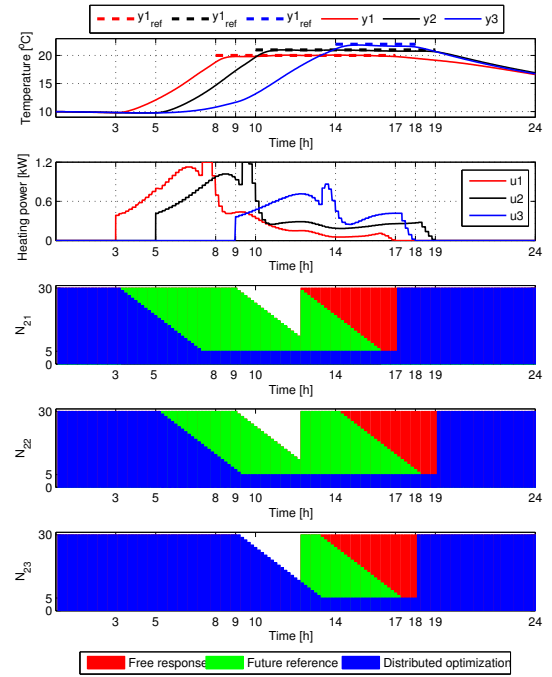 y1ref y1ref y1ref y1 y2 y3
Temperature [ºC]
20
15
10
3 5 8 9 10 14 17 18 19 24
Time [h]
Heating power [kW]
1.2
0.6
0
u1
u2
u3
3 5 8 9 10 14 17 18 19 24
Time [h]
N21
30
5
0
3 5 8 9 10 14 17 18 19 24
Time [h]
N22
30
5
0
3 5 8 9 10 14 17 18 19 24
Time [h]
N23
30
5
0
3 5 8 9 10 14 17 18 19 24
Time [h]
Free response Future reference Distributed optimization